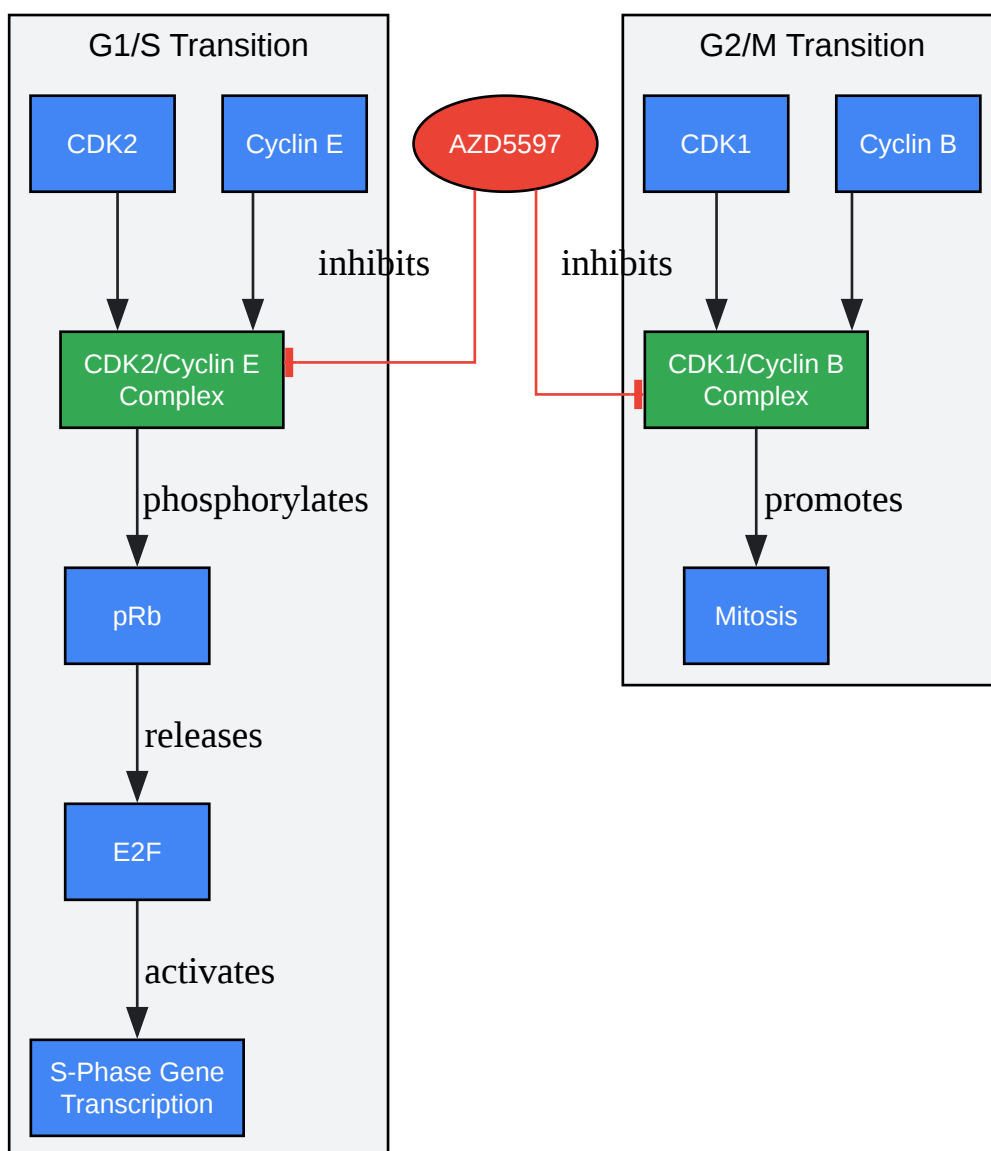 G1/S Transition
G2/M Transition
CDK2
Cyclin E
AZD5597
CDK1
Cyclin B
inhibits
inhibits
CDK2/Cyclin E
Complex
CDK1/Cyclin B
Complex
phosphorylates
promotes
pRb
Mitosis
releases
E2F
activates
S-Phase Gene
Transcription